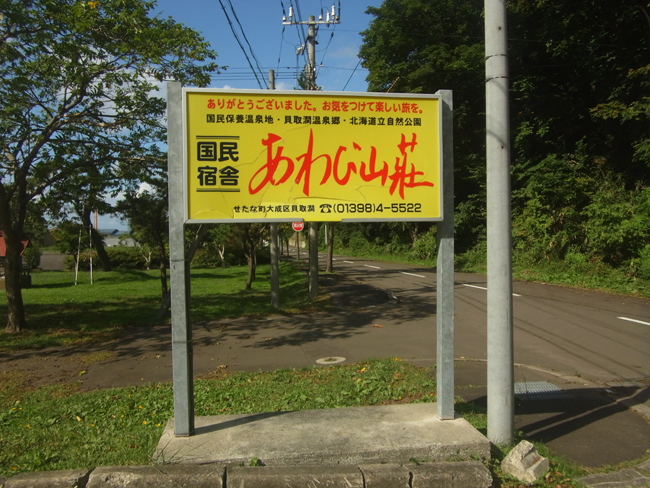 ありがとうございました。お気をつけて楽しい旅を。
国民保養温泉地・貝取澗温泉郷・北海道立自然公園
国民
宿舎
あわび山荘
せたな町大成区貝取澗 ☎(01398)4-5522